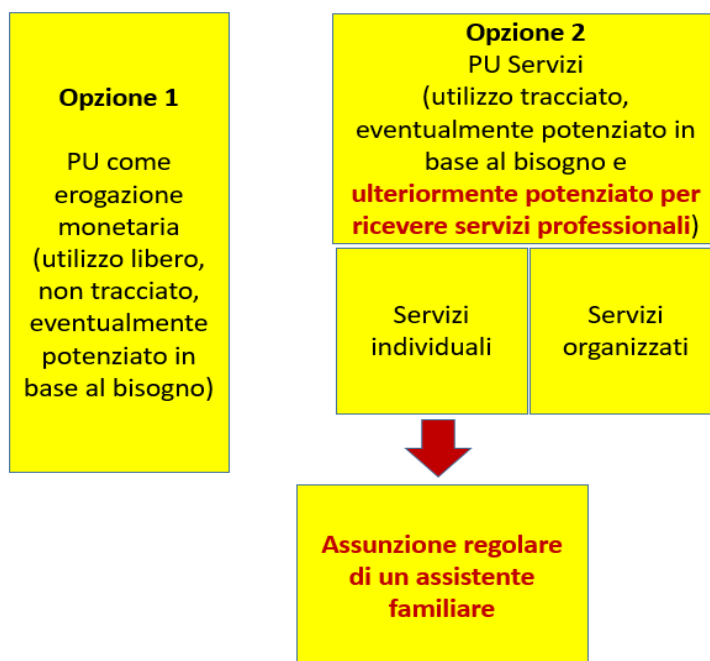 Opzione 1
PU come
erogazione
monetaria
(utilizzo libero,
non tracciato,
eventualmente
potenziato in
base al bisogno)
Opzione 2
PU Servizi
(utilizzo tracciato,
eventualmente potenziato in
base al bisogno e
ulteriormente potenziato per
ricevere servizi professionali)
Servizi
individuali
Servizi
organizzati
Assunzione regolare
di un assistente
familiare